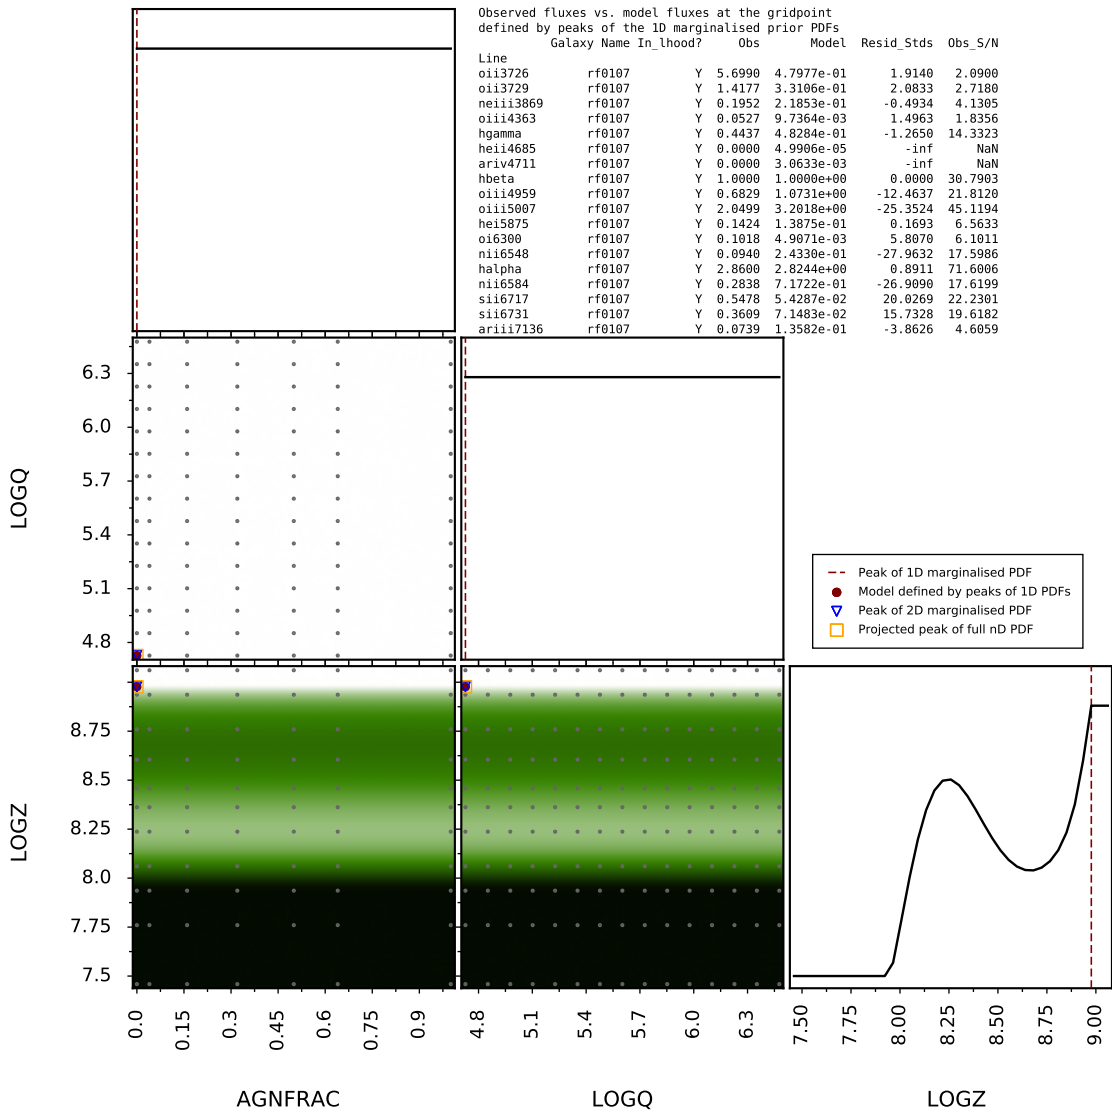 Observed fluxes vs. model fluxes at the gridpoint
defined by peaks of the 1D marginalised prior PDFs
Galaxy Name In_lhood? Obs Model Resid_Stds Obs_S/N
Line
oii3726 rf0107 Y 5.6990 4.7977e-01 1.9140 2.0900
oii3729 rf0107 Y 1.4177 3.3106e-01 2.0833 2.7180
neiii3869 rf0107 Y 0.1952 2.1853e-01 -0.4934 4.1305
oiii4363 rf0107 Y 0.0527 9.7364e-03 1.4963 1.8356
hgamma rf0107 Y 0.4437 4.8284e-01 -1.2650 14.3323
heii4685 rf0107 Y 0.0000 4.9906e-05 -inf NaN
ariv4711 rf0107 Y 0.0000 3.0633e-03 -inf NaN
hbeta rf0107 Y 1.0000 1.0000e+00 0.0000 30.7903
oiii4959 rf0107 Y 0.6829 1.0731e+00 -12.4637 21.8120
oiii5007 rf0107 Y 2.0499 3.2018e+00 -25.3524 45.1194
hei5875 rf0107 Y 0.1424 1.3875e-01 0.1693 6.5633
oi6300 rf0107 Y 0.1018 4.9071e-03 5.8070 6.1011
nii6548 rf0107 Y 0.0940 2.4330e-01 -27.9632 17.5986
halpha rf0107 Y 2.8600 2.8244e+00 0.8911 71.6006
nii6584 rf0107 Y 0.2838 7.1722e-01 -26.9090 17.6199
sii6717 rf0107 Y 0.5478 5.4287e-02 20.0269 22.2301
sii6731 rf0107 Y 0.3609 7.1483e-02 15.7328 19.6182
ariii7136 rf0107 Y 0.0739 1.3582e-01 -3.8626 4.6059
6.3
6.0
5.7
5.4
5.1
4.8
LOGQ
Peak of 1D marginalised PDF
Model defined by peaks of 1D PDFs
Peak of 2D marginalised PDF
Projected peak of full nD PDF
8.75
8.5
8.25
8.0
7.75
7.5
LOGZ
0.0 0.15 0.3 0.45 0.6 0.75 0.9
4.8 5.1 5.4 5.7 6.0 6.3
7.50 7.75 8.00 8.25 8.50 8.75 9.00
AGNFRAC LOGQ LOGZ